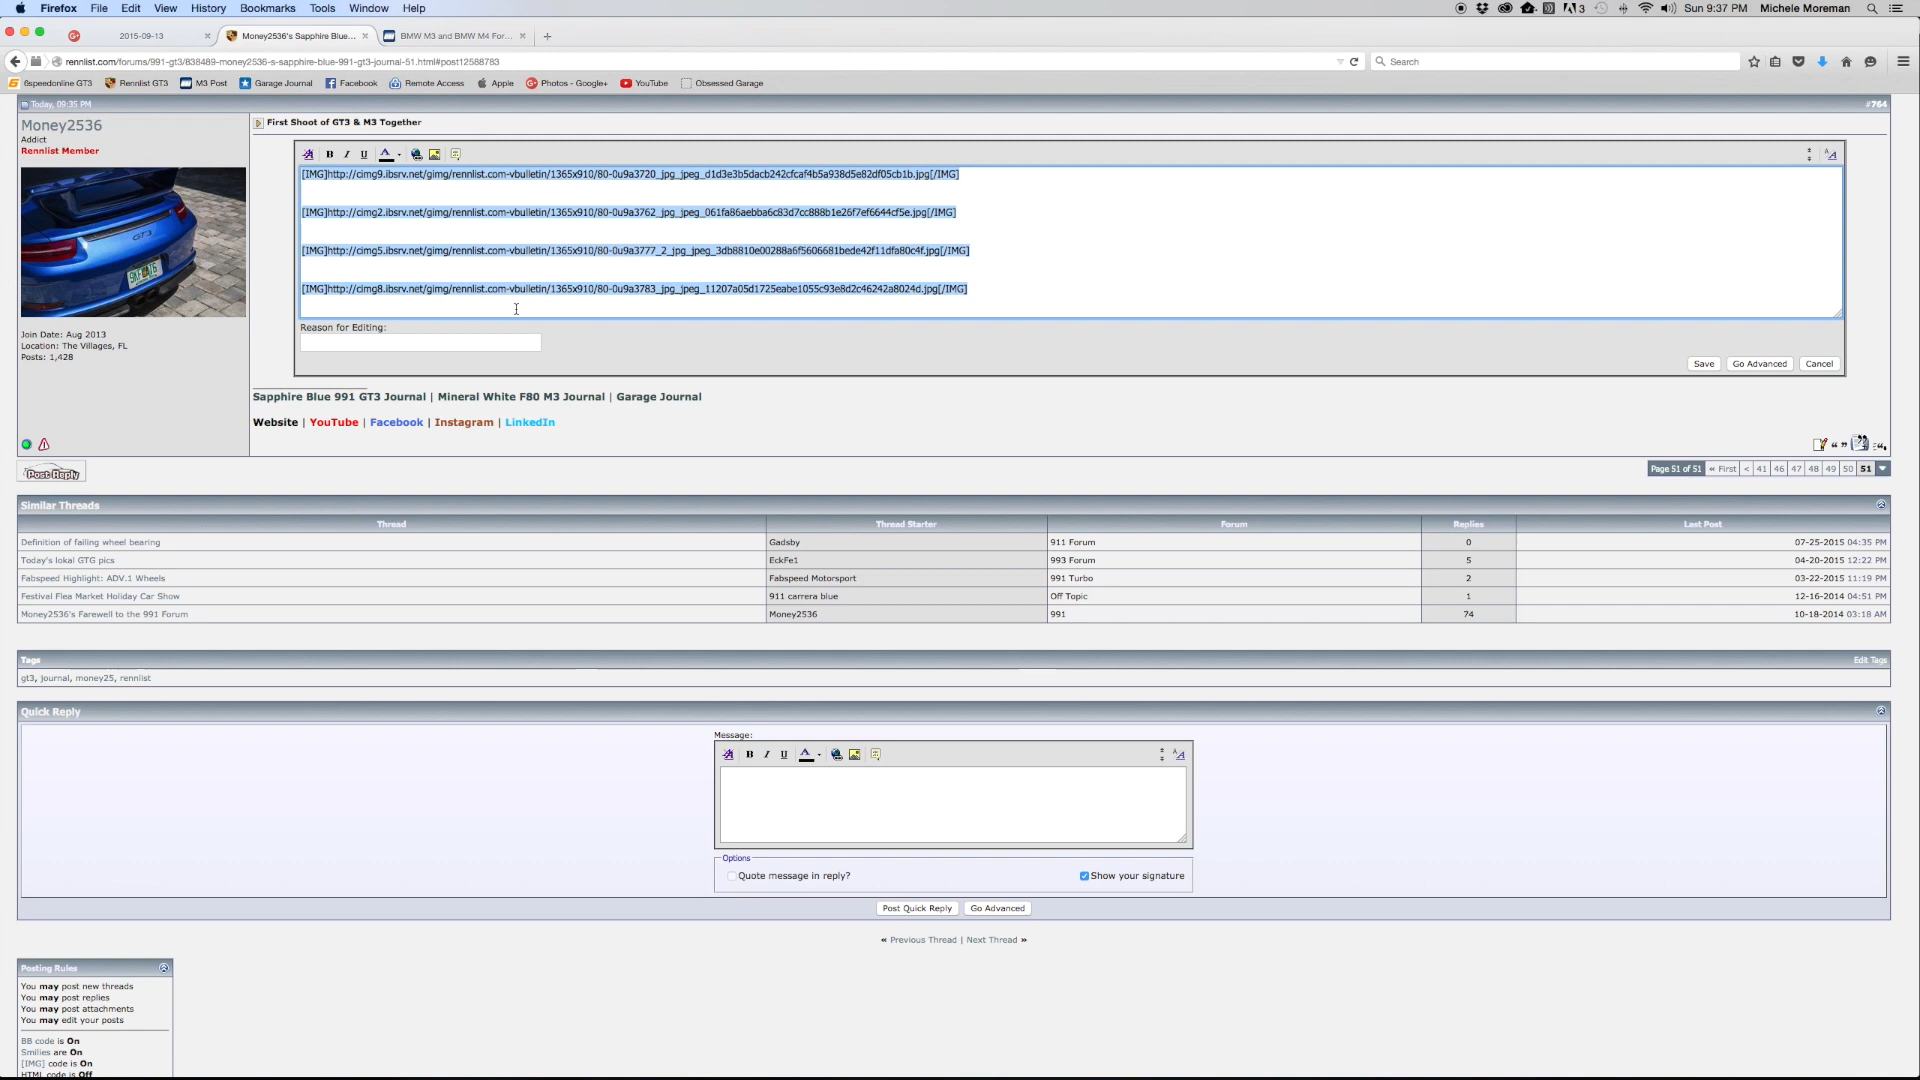 Firefox File Edit View History Bookmarks Tools Window Help
3 Sun 9:37 PM Michele Moreman
2015-09-13 × Money2536's Sapphire Blue... × BMW M3 and BMW M4 For... × +
rennlist.com/forums/991-gt3/838489-money2536-s-sapphire-blue-991-gt3-journal-51.html#post12588783
Search
6speedonline GT3 Rennlist GT3 M3 Post Garage Journal Facebook Remote Access Apple Photos - Google+ YouTube Obsessed Garage
Today, 09:35 PM #764
Money2536
Addict
Rennlist Member
Join Date: Aug 2013
Location: The Villages, FL
Posts: 1,428
First Shoot of GT3 & M3 Together
B I U A
[IMG]http://cimg9.ibsrv.net/gimg/rennlist.com-vbulletin/1365x910/80-0u9a3720_jpg_jpeg_d1d3e3b5dacb242cfcaf4b5a938d5e82df05cb1b.jpg[/IMG]
[IMG]http://cimg2.ibsrv.net/gimg/rennlist.com-vbulletin/1365x910/80-0u9a3762_jpg_jpeg_061fa86aebba6c83d7cc888b1e26f7ef6644cf5e.jpg[/IMG]
[IMG]http://cimg5.ibsrv.net/gimg/rennlist.com-vbulletin/1365x910/80-0u9a3777_2_jpg_jpeg_3db8810e00288a6f5606681bede42f11dfa80c4f.jpg[/IMG]
[IMG]http://cimg8.ibsrv.net/gimg/rennlist.com-vbulletin/1365x910/80-0u9a3783_jpg_jpeg_11207a05d1725eabe1055c93e8d2c46242a8024d.jpg[/IMG]
Reason for Editing:
Save Go Advanced Cancel
Sapphire Blue 991 GT3 Journal | Mineral White F80 M3 Journal | Garage Journal
Website | YouTube | Facebook | Instagram | LinkedIn
Post Reply
Page 51 of 51 « First < 41 46 47 48 49 50 51
Similar Threads
Thread Thread Starter Forum Replies Last Post
Definition of failing wheel bearing Gadsby 911 Forum 0 07-25-2015 04:35 PM
Today's lokal GTG pics EckFe1 993 Forum 5 04-20-2015 12:22 PM
Fabspeed Highlight: ADV.1 Wheels Fabspeed Motorsport 991 Turbo 2 03-22-2015 11:19 PM
Festival Flea Market Holiday Car Show 911 carrera blue Off Topic 1 12-16-2014 04:51 PM
Money2536's Farewell to the 991 Forum Money2536 991 74 10-18-2014 03:18 AM
Tags Edit Tags
gt3, journal, money25, rennlist
Quick Reply
Message:
B I U A
Options
Quote message in reply? Show your signature
Post Quick Reply Go Advanced
« Previous Thread | Next Thread »
Posting Rules
You may post new threads
You may post replies
You may post attachments
You may edit your posts
BB code is On
Smilies are On
[IMG] code is On
HTML code is Off